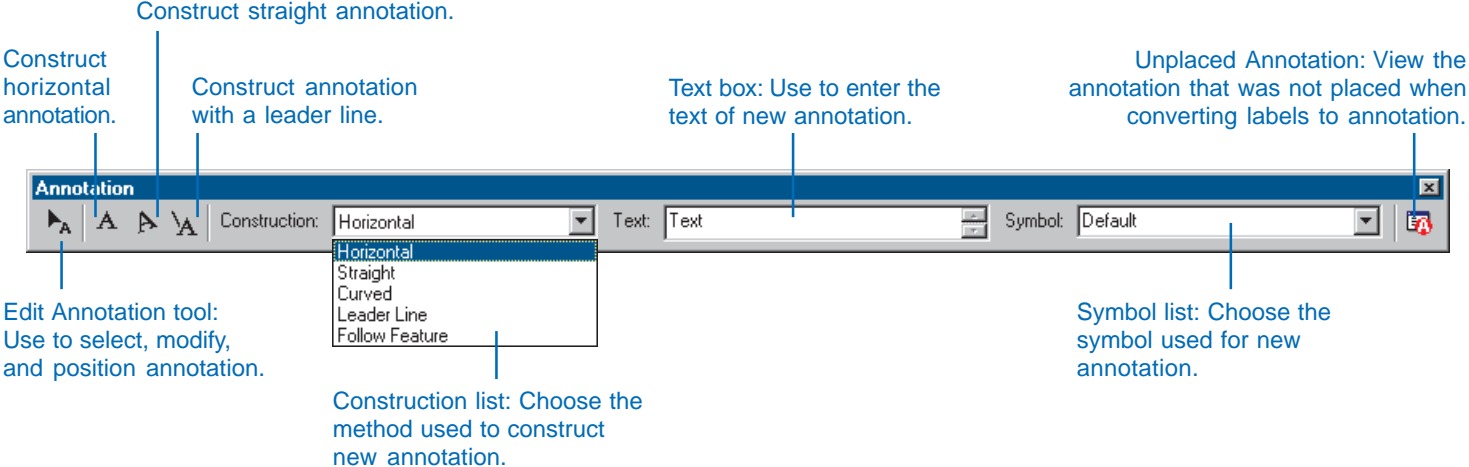 Construct straight annotation.
Construct
horizontal
annotation.
Construct annotation
with a leader line.
Text box: Use to enter the
text of new annotation.
Unplaced Annotation: View the
annotation that was not placed when
converting labels to annotation.
Annotation
A A A A Construction: Horizontal Text: Text Symbol: Default A
Horizontal
Straight
Curved
Leader Line
Follow Feature
Edit Annotation tool:
Use to select, modify,
and position annotation.
Construction list: Choose the
method used to construct
new annotation.
Symbol list: Choose the
symbol used for new
annotation.